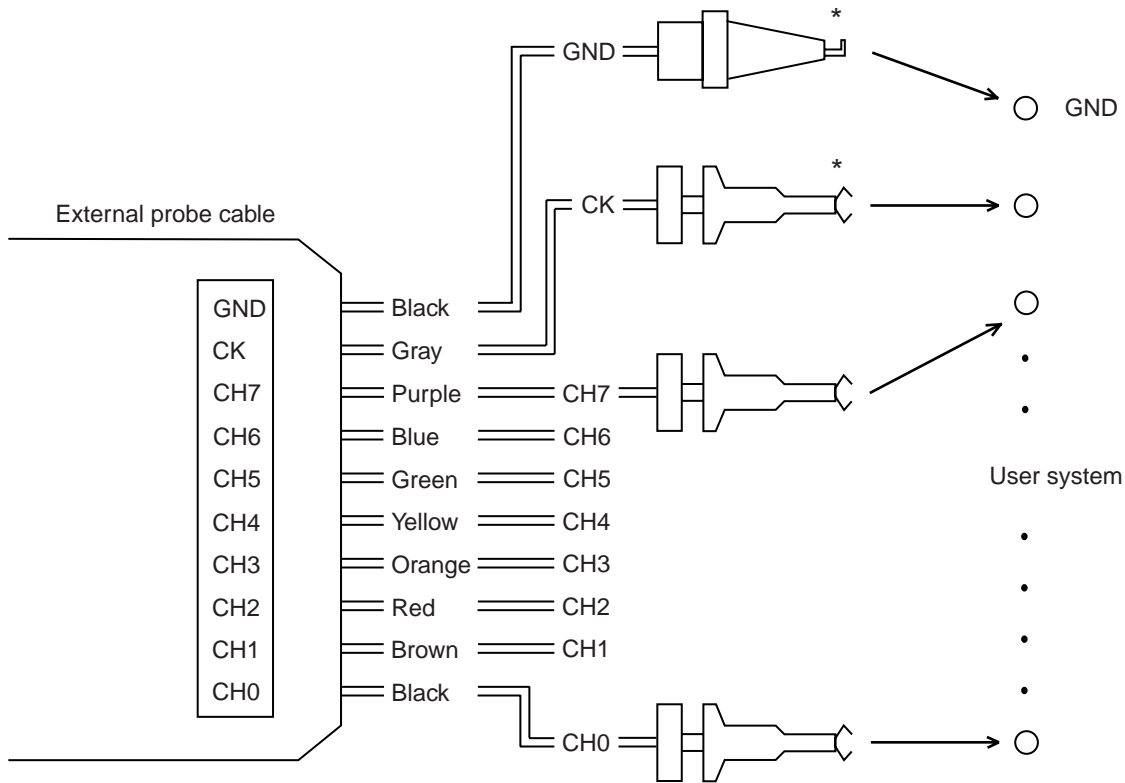 *
GND
GND
*
CK
External probe cable
GND Black
CK Gray
CH7 Purple CH7
CH6 Blue CH6
CH5 Green CH5
User system
CH4 Yellow CH4
CH3 Orange CH3
CH2 Red CH2
CH1 Brown CH1
CH0 Black
CH0